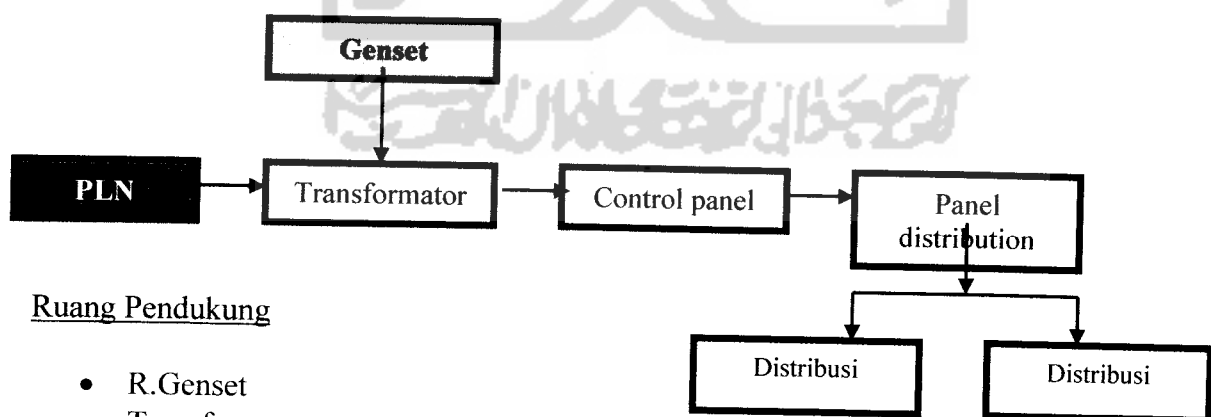 Genset
PLN
Transformator
Control panel
Panel
distribution
Ruang Pendukung
Distribusi
Distribusi
• R.Genset